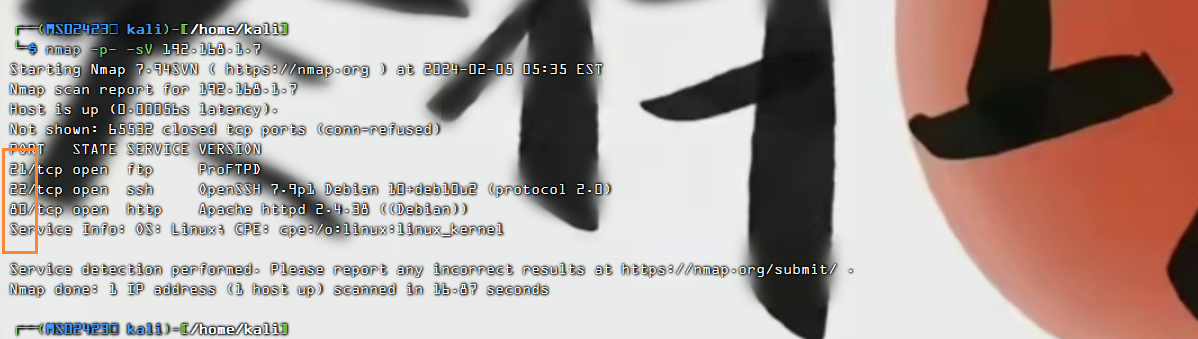 ┌──(MS02423㉿kali)-[/home/kali]
└─$ nmap -p- -sV 192.168.1.7
Starting Nmap 7.94SVN ( https://nmap.org ) at 2024-02-05 05:35 EST
Nmap scan report for 192.168.1.7
Host is up (0.00056s latency).
Not shown: 65532 closed tcp ports (conn-refused)
PORT   STATE SERVICE VERSION
21/tcp open  ftp     ProFTPD
22/tcp open  ssh     OpenSSH 7.9p1 Debian 10+deb10u2 (protocol 2.0)
80/tcp open  http    Apache httpd 2.4.38 ((Debian))
Service Info: OS: Linux; CPE: cpe:/o:linux:linux_kernel
Service detection performed. Please report any incorrect results at https://nmap.org/submit/ .
Nmap done: 1 IP address (1 host up) scanned in 16.87 seconds
┌──(MS02423㉿kali)-[/home/kali]